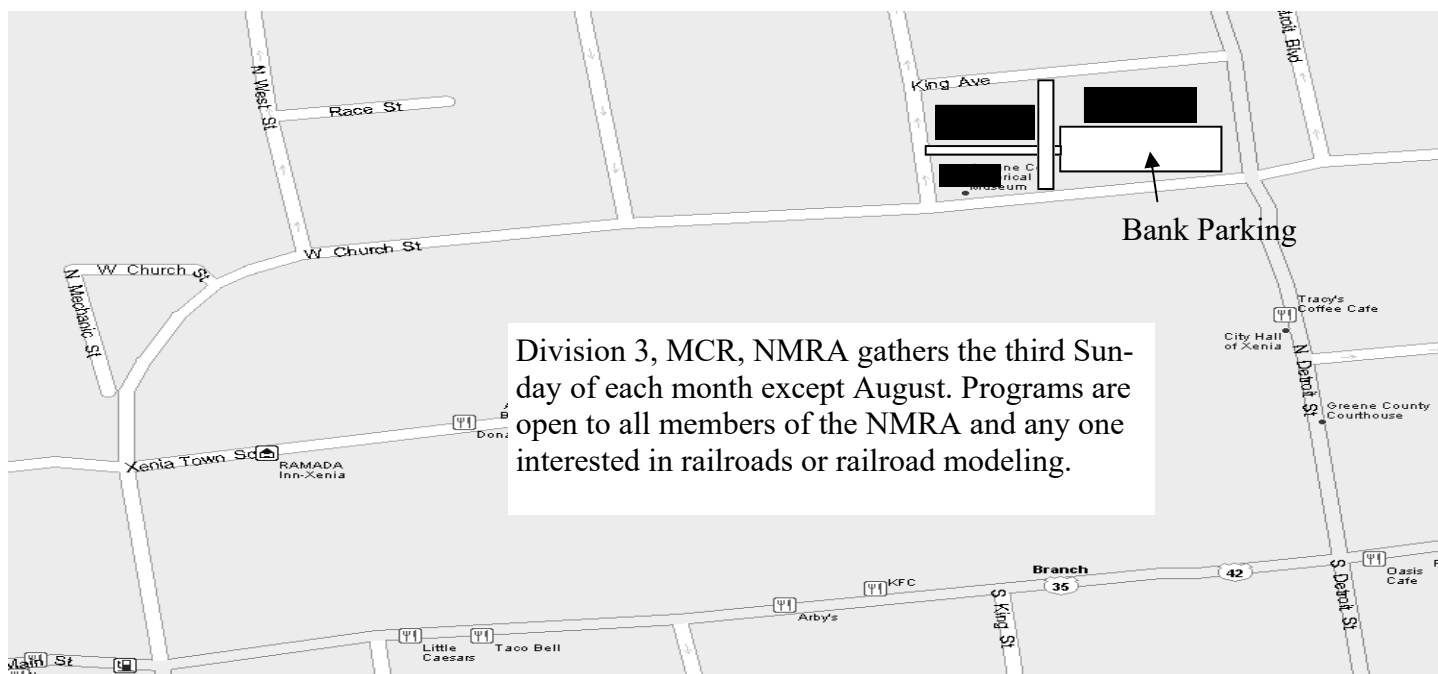 troit Blvd
N West St
Race St
King Ave
Museum
Bank Parking
W Church St
W Church St
N Mechanic St
Tracy's
Coffee Cafe
City Hall
of Xenia
N Detroit St
Division 3, MCR, NMRA gathers the third Sun-
day of each month except August. Programs are
open to all members of the NMRA and any one
interested in railroads or railroad modeling.
Greene County
Courthouse
Xenia Town Sq
RAMADA
Inn-Xenia
Branch
35
42
Oasis
Cafe
KFC
Arby's
S King St
S Detroit St
Little
Caesars
Taco Bell
Main St